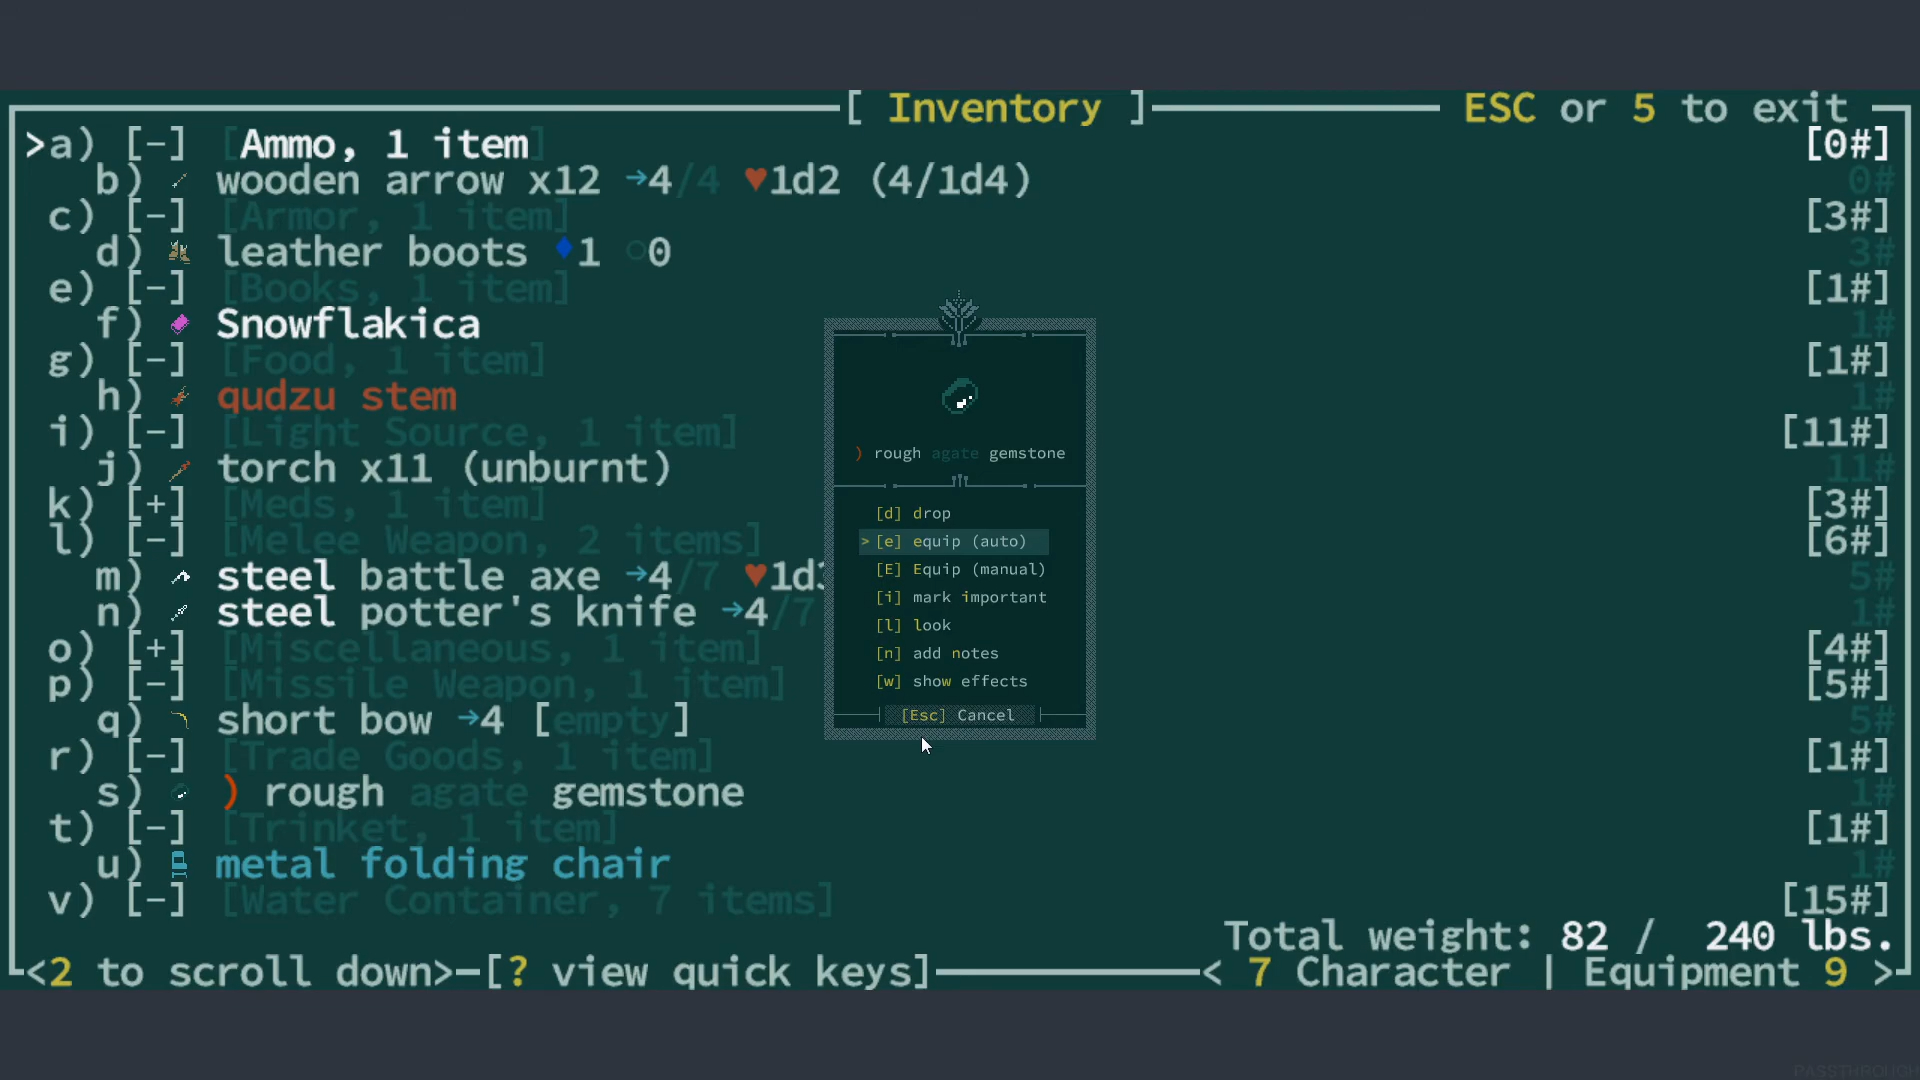 [ Inventory ] ESC or 5 to exit
>a) [-] [Ammo, 1 item] [0#]
b) wooden arrow x12 →4/4 ♥1d2 (4/1d4) 0#
c) [-] [Armor, 1 item] [3#]
d) leather boots ♦1 ○0 3#
e) [-] [Books, 1 item] [1#]
f) Snowflakica 1#
g) [-] [Food, 1 item] [1#]
h) qudzu stem 1#
i) [-] [Light Source, 1 item] [11#]
j) torch x11 (unburnt) 11#
k) [+] [Meds, 1 item] [3#]
l) [-] [Melee Weapon, 2 items] [6#]
m) steel battle axe →4/7 ♥1d3 5#
n) steel potter's knife →4/7 1#
o) [+] [Miscellaneous, 1 item] [4#]
p) [-] [Missile Weapon, 1 item] [5#]
q) short bow →4 [empty] 5#
r) [-] [Trade Goods, 1 item] [1#]
s) ) rough agate gemstone 1#
t) [-] [Trinket, 1 item] [1#]
u) metal folding chair 1#
v) [-] [Water Container, 7 items] [15#]
Total weight: 82 / 240 lbs.
<2 to scroll down> [? view quick keys] < 7 Character | Equipment 9 >
) rough agate gemstone
[d] drop
> [e] equip (auto)
[E] Equip (manual)
[i] mark important
[l] look
[n] add notes
[w] show effects
[Esc] Cancel
PASSTHROUGH